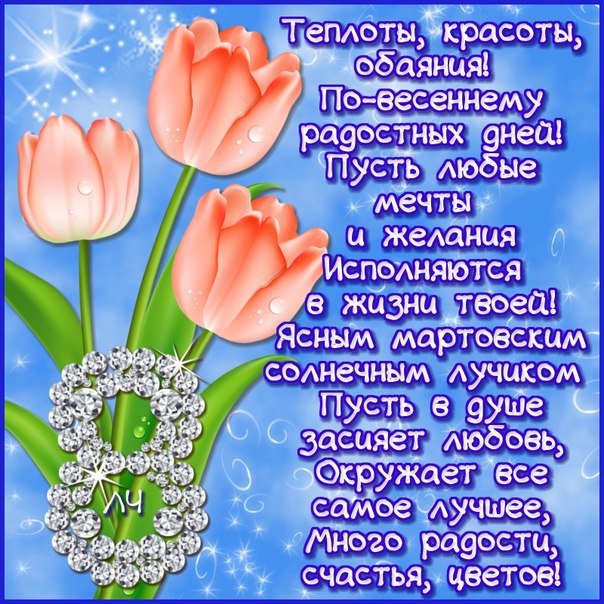 Теплоты, красоты,
обаяния!
По-весеннему
радостных дней!
Пусть любые
мечты
и желания
Исполняются
в жизни твоей!
Ясным мартовским
солнечным лучиком
Пусть в душе
засияет любовь,
Окружает все
самое лучшее,
Много радости,
счастья, цветов!
8
ЛЧ